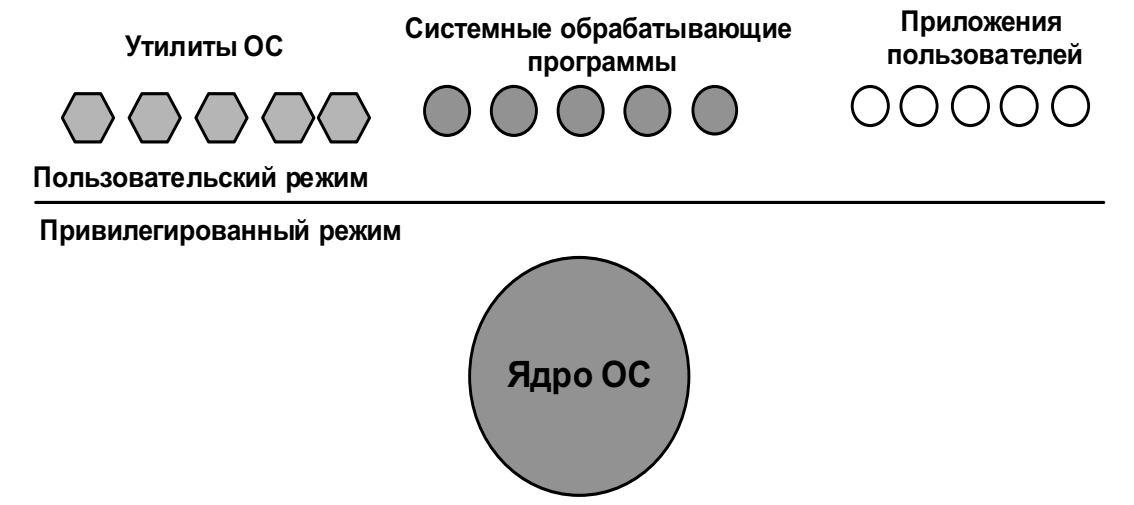 Утилиты ОС
Системные обрабатывающие
программы
Приложения
пользователей
Пользовательский режим
Привилегированный режим
Ядро ОС